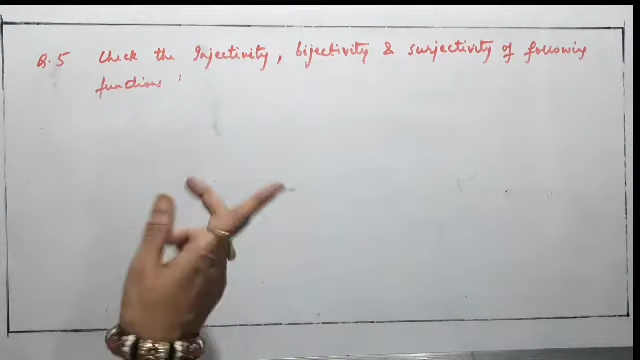 Q.5 Check the Injectivity, bijectivity & surjectivity of following
functions :